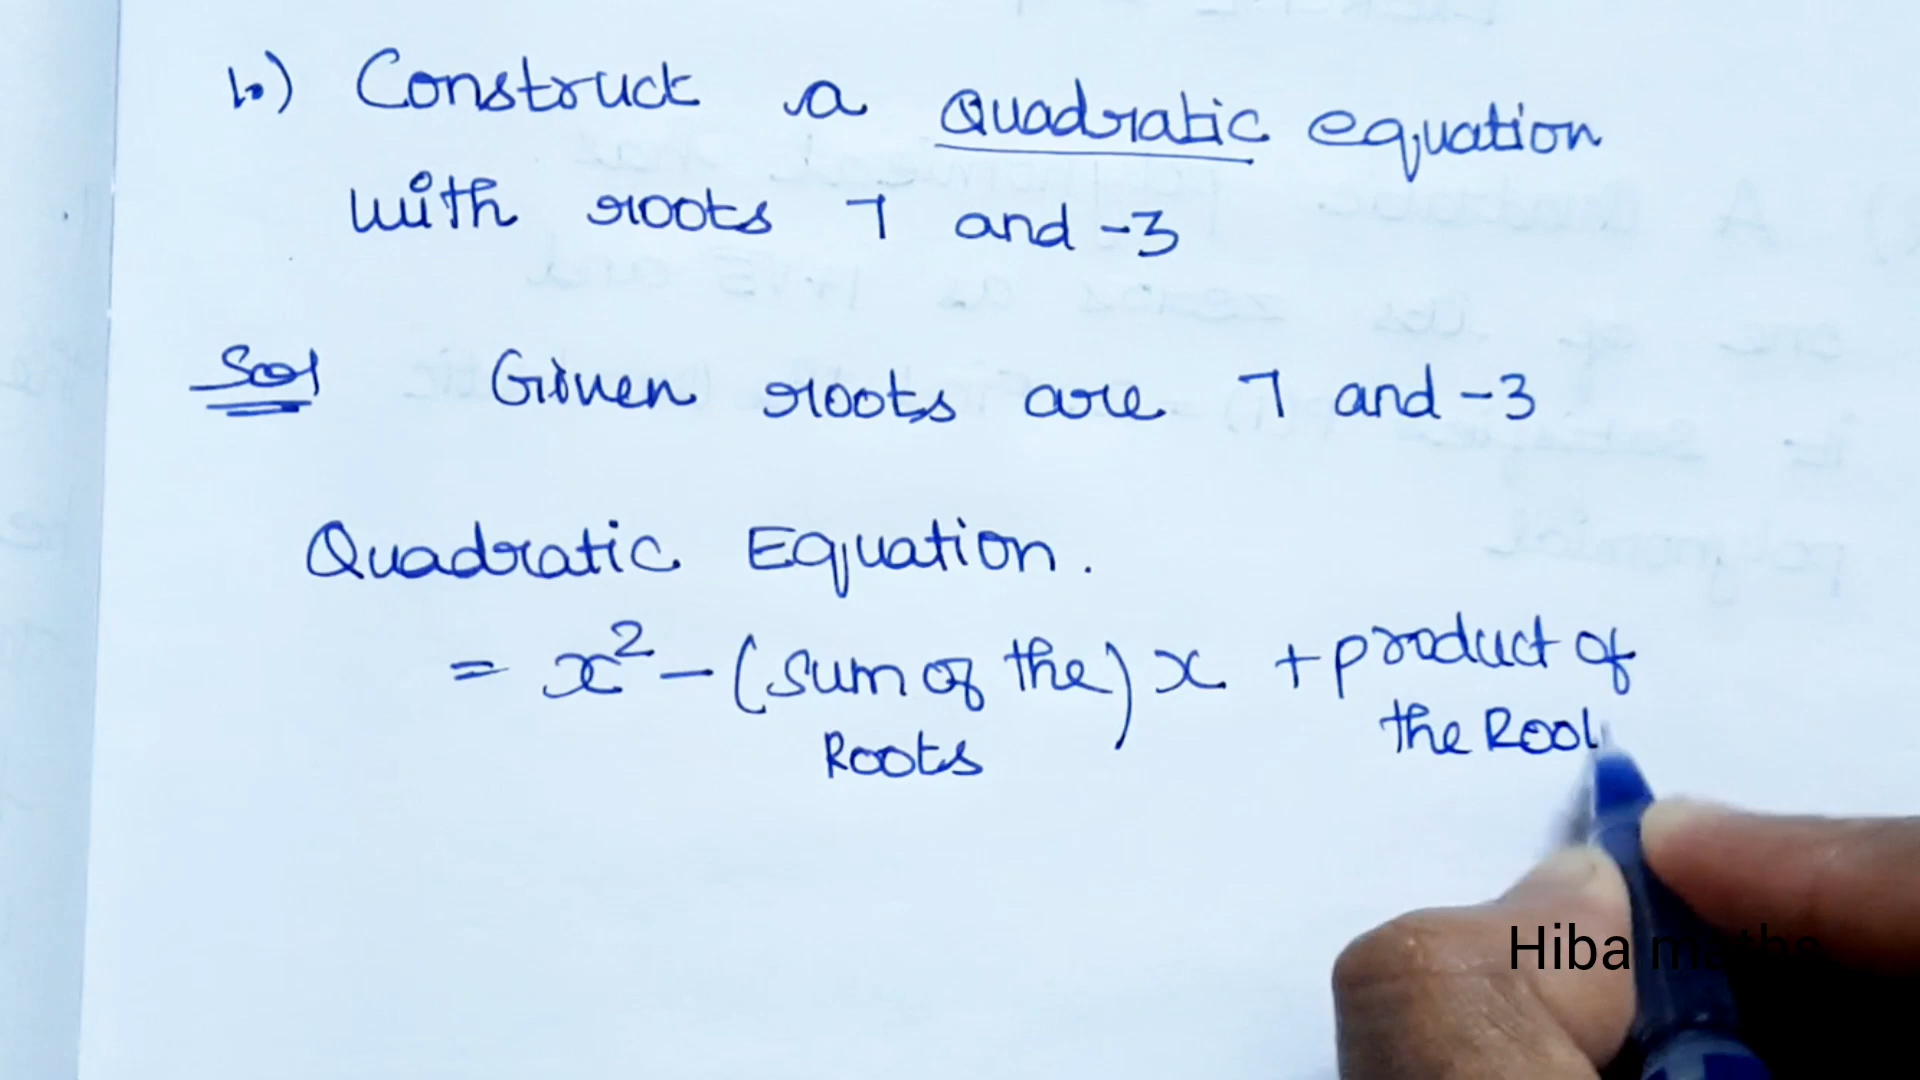 b.) Construct a Quadratic equation
with roots 7 and -3
Sol Given roots are 7 and -3
Quadratic Equation.
= x² - (sum of the) x + product of
Roots the Root
Hiba maths